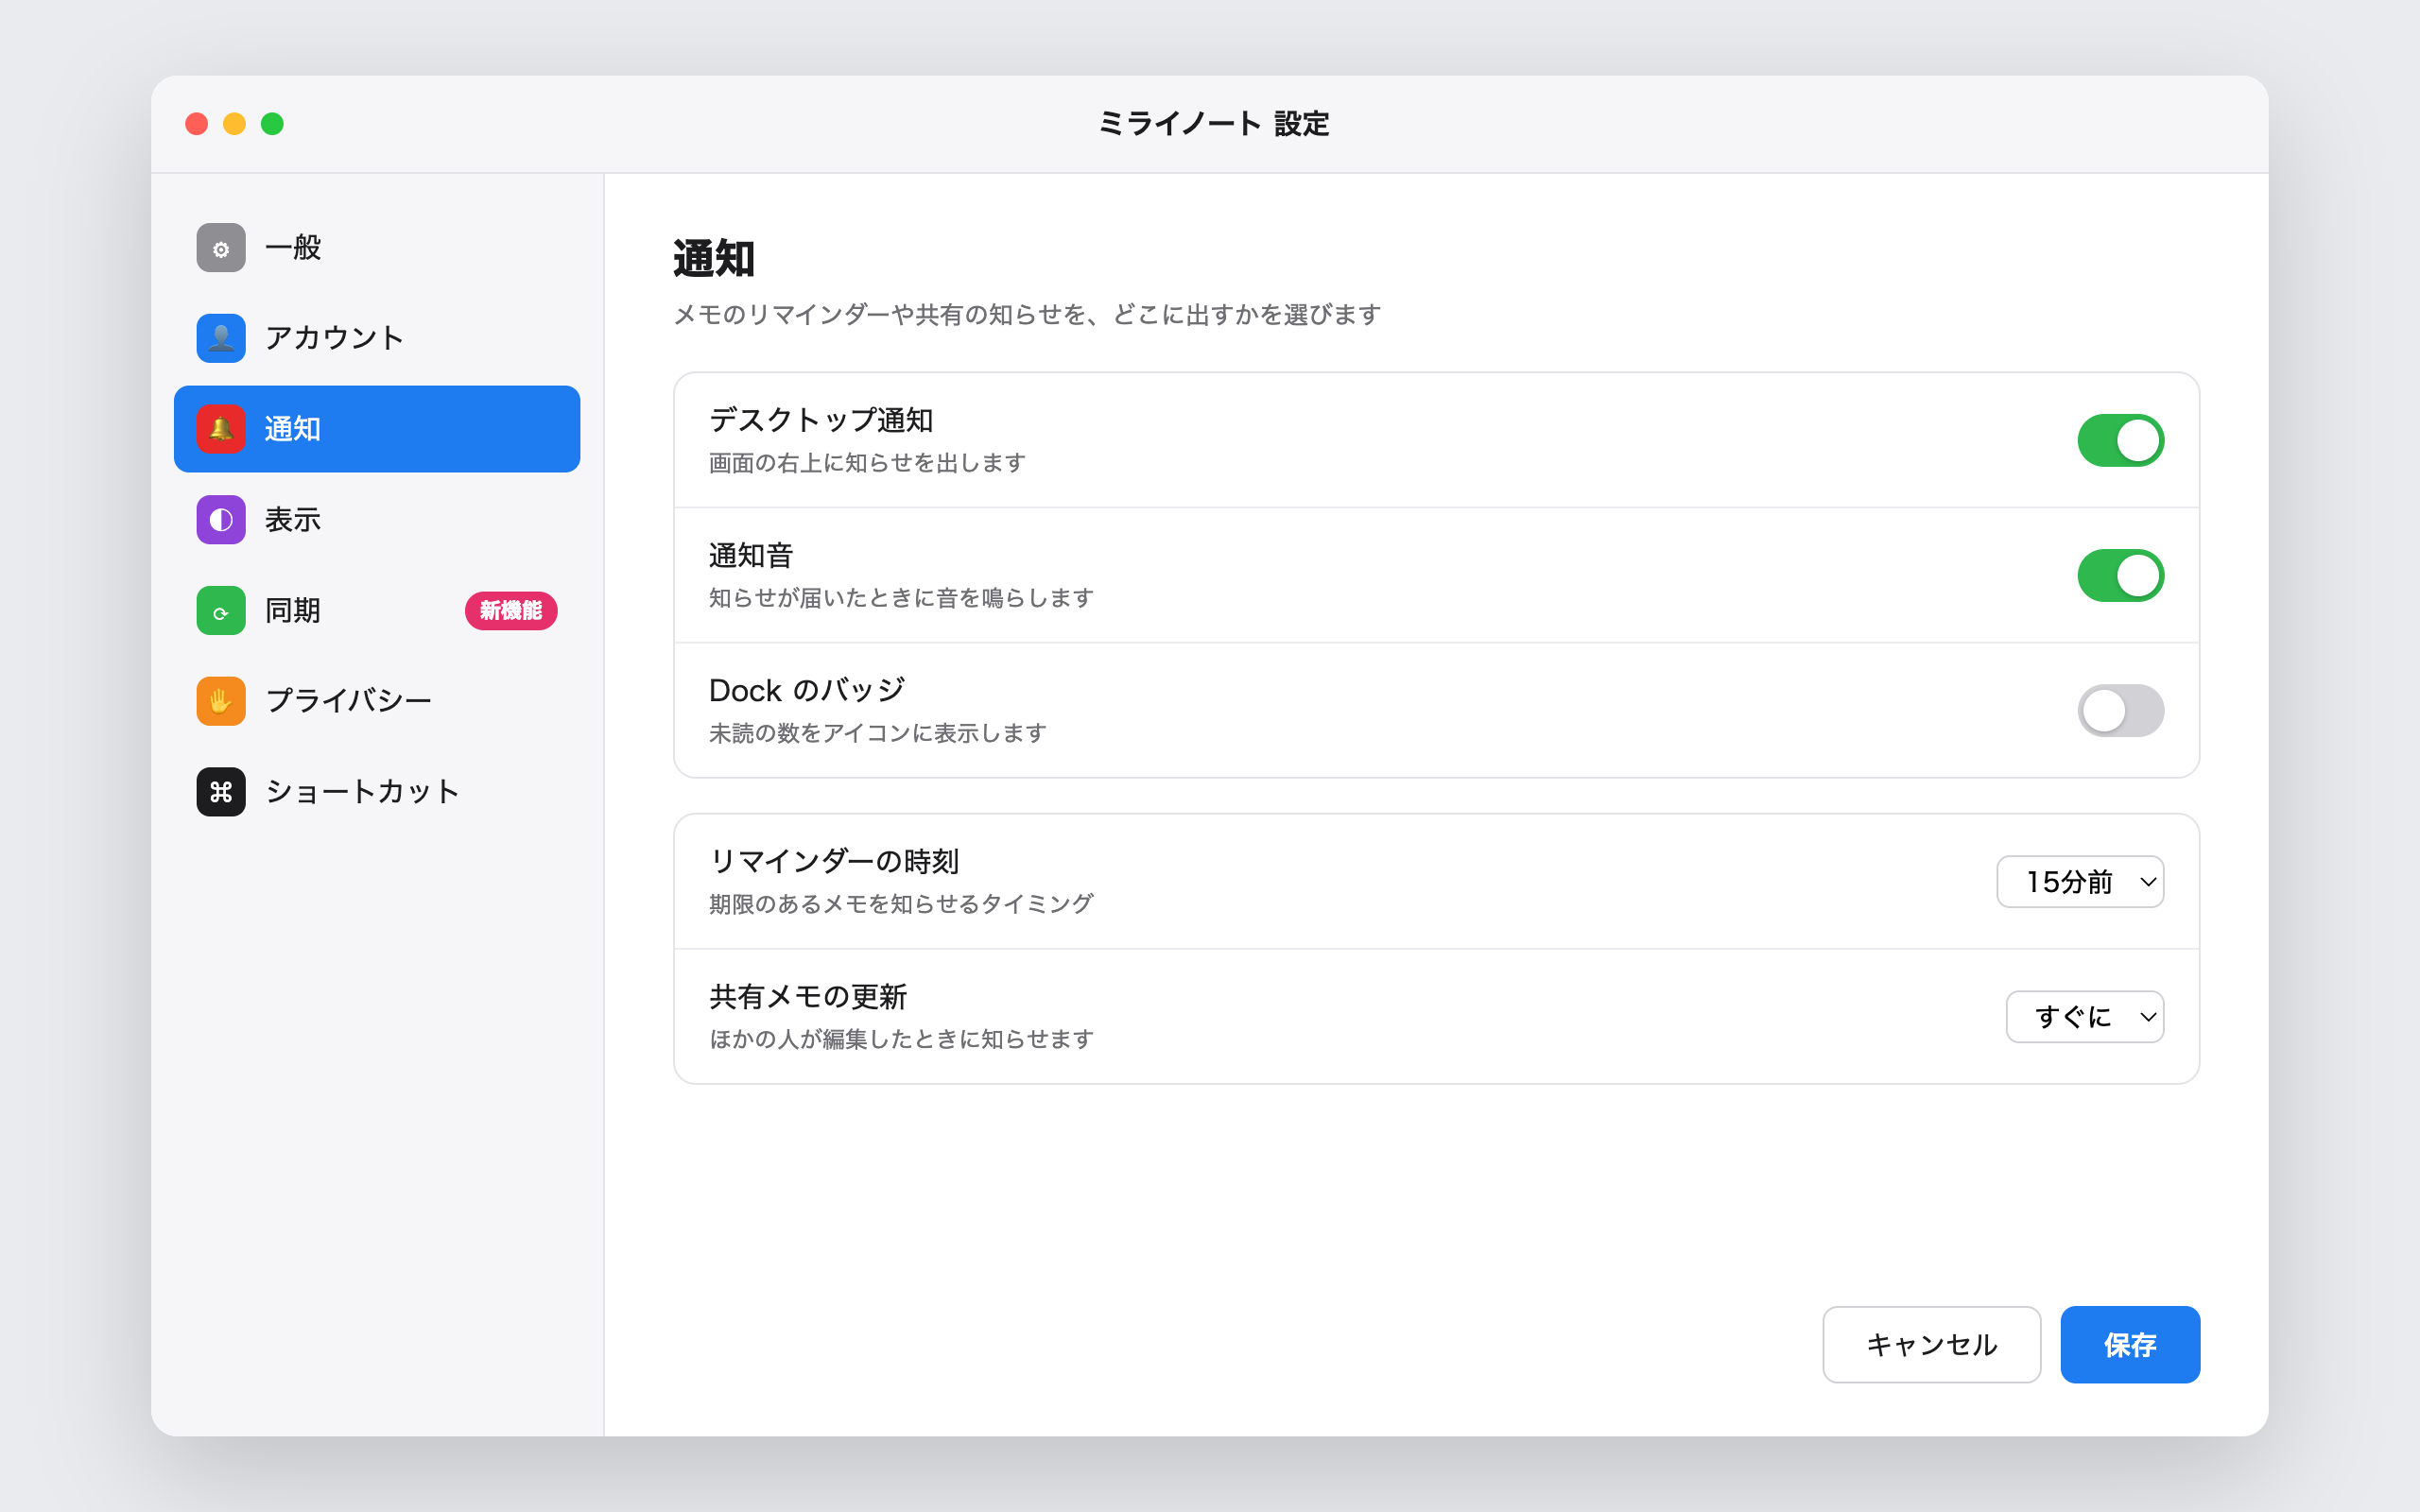 ミライノート 設定
一般
アカウント
通知
表示
同期 新機能
プライバシー
ショートカット
通知
メモのリマインダーや共有の知らせを、どこに出すかを選びます
デスクトップ通知
画面の右上に知らせを出します
通知音
知らせが届いたときに音を鳴らします
Dock のバッジ
未読の数をアイコンに表示します
リマインダーの時刻
期限のあるメモを知らせるタイミング
15分前
共有メモの更新
ほかの人が編集したときに知らせます
すぐに
キャンセル
保存